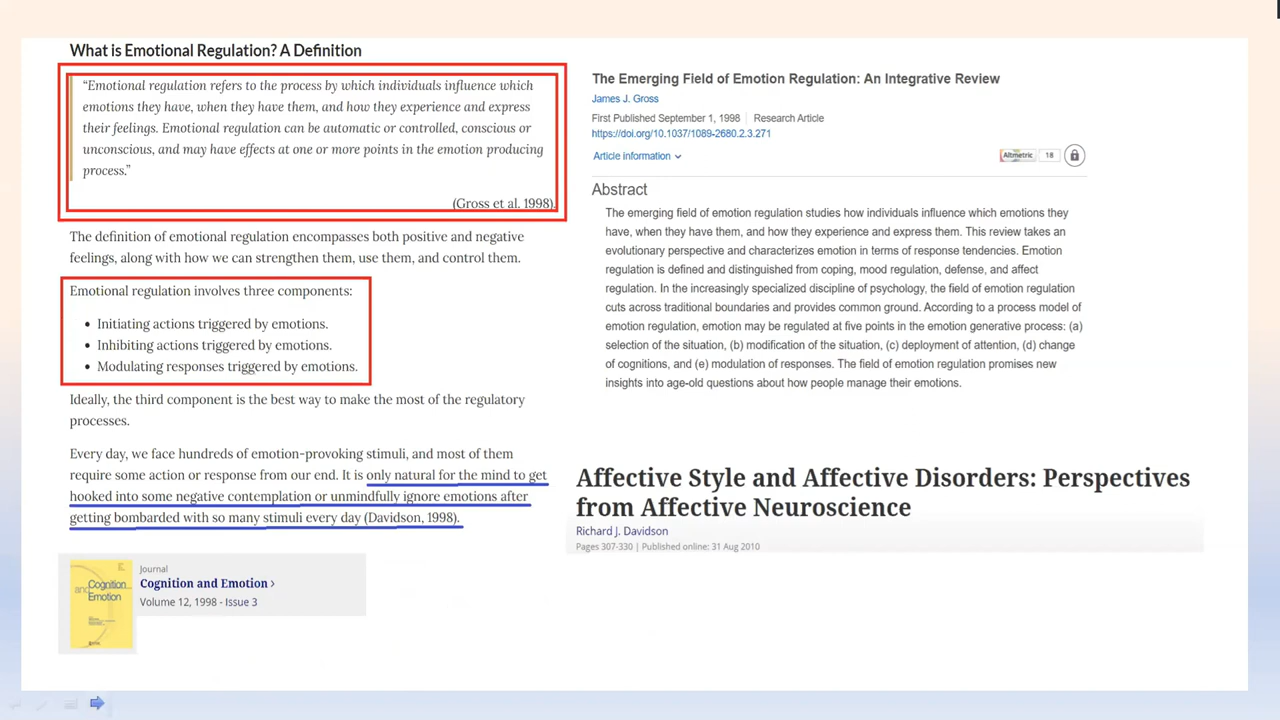 What is Emotional Regulation? A Definition
“Emotional regulation refers to the process by which individuals influence which
emotions they have, when they have them, and how they experience and express
their feelings. Emotional regulation can be automatic or controlled, conscious or
unconscious, and may have effects at one or more points in the emotion producing
process.”
(Gross et al. 1998).
The definition of emotional regulation encompasses both positive and negative
feelings, along with how we can strengthen them, use them, and control them.
Emotional regulation involves three components:
• Initiating actions triggered by emotions.
• Inhibiting actions triggered by emotions.
• Modulating responses triggered by emotions.
Ideally, the third component is the best way to make the most of the regulatory
processes.
Every day, we face hundreds of emotion-provoking stimuli, and most of them
require some action or response from our end. It is only natural for the mind to get
hooked into some negative contemplation or unmindfully ignore emotions after
getting bombarded with so many stimuli every day (Davidson, 1998).
Cognition
and Emotion
Journal
Cognition and Emotion ›
Volume 12, 1998 - Issue 3
The Emerging Field of Emotion Regulation: An Integrative Review
James J. Gross
First Published September 1, 1998 | Research Article
https://doi.org/10.1037/1089-2680.2.3.271
Article information
Altmetric 18
Abstract
The emerging field of emotion regulation studies how individuals influence which emotions they
have, when they have them, and how they experience and express them. This review takes an
evolutionary perspective and characterizes emotion in terms of response tendencies. Emotion
regulation is defined and distinguished from coping, mood regulation, defense, and affect
regulation. In the increasingly specialized discipline of psychology, the field of emotion regulation
cuts across traditional boundaries and provides common ground. According to a process model of
emotion regulation, emotion may be regulated at five points in the emotion generative process: (a)
selection of the situation, (b) modification of the situation, (c) deployment of attention, (d) change
of cognitions, and (e) modulation of responses. The field of emotion regulation promises new
insights into age-old questions about how people manage their emotions.
Affective Style and Affective Disorders: Perspectives
from Affective Neuroscience
Richard J. Davidson
Pages 307-330 | Published online: 31 Aug 2010